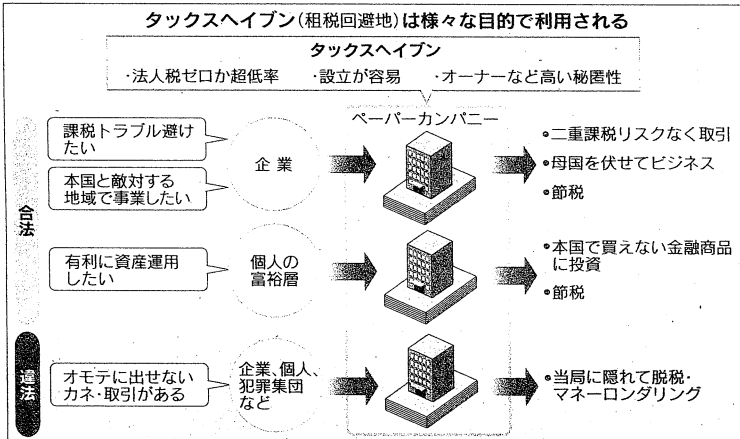 タックスヘイブン(租税回避地)は様々な目的で利用される
タックスヘイブン
・法人税ゼロか超低率 ・設立が容易 ・オーナーなど高い秘匿性
ペーパーカンパニー
合法
課税トラブル避け
たい
本国と敵対する
地域で事業したい
企業
•二重課税リスクなく取引
•母国を伏せてビジネス
•節税
有利に資産運用
したい
個人の
富裕層
•本国で買えない金融商品
に投資
•節税
違法
オモテに出せない
カネ・取引がある
企業、個人、
犯罪集団
など
•当局に隠れて脱税・
マネーロンダリング